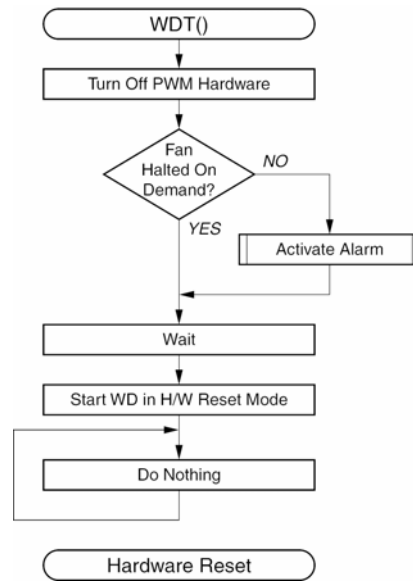 WDT()
Turn Off PWM Hardware
Fan
Halted On
Demand?
NO
YES
Activate Alarm
Wait
Start WD in H/W Reset Mode
Do Nothing
Hardware Reset